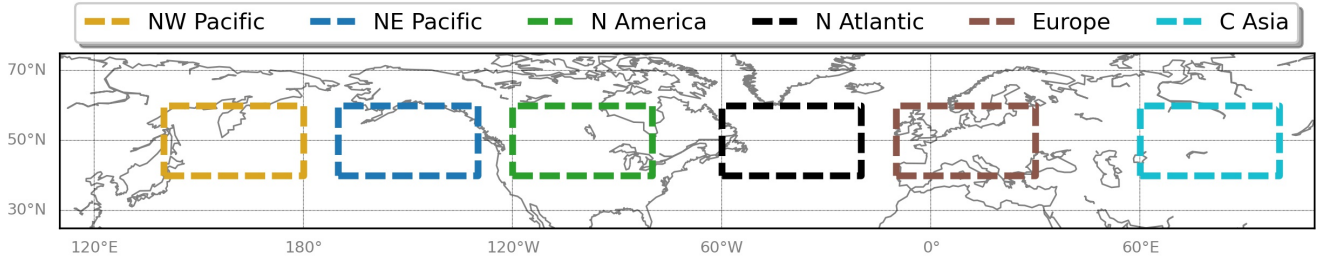 NW Pacific NE Pacific N America N Atlantic Europe C Asia
70°N
50°N
30°N
120°E 180° 120°W 60°W 0° 60°E